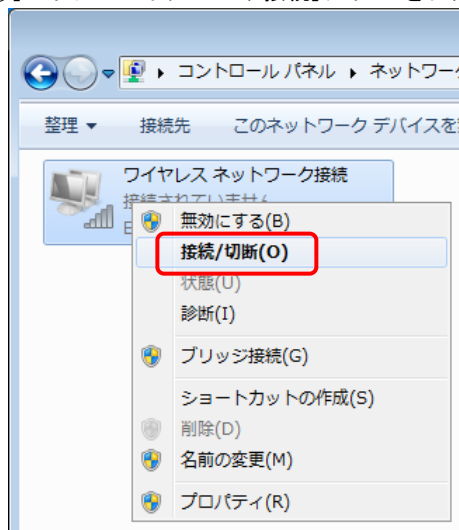 コントロール パネル ▸ ネットワーク
整理 ▼ 接続先 このネットワーク デバイスを
ワイヤレス ネットワーク接続
接続されていません
無効にする(B)
接続/切断(O)
状態(U)
診断(I)
ブリッジ接続(G)
ショートカットの作成(S)
削除(D)
名前の変更(M)
プロパティ(R)